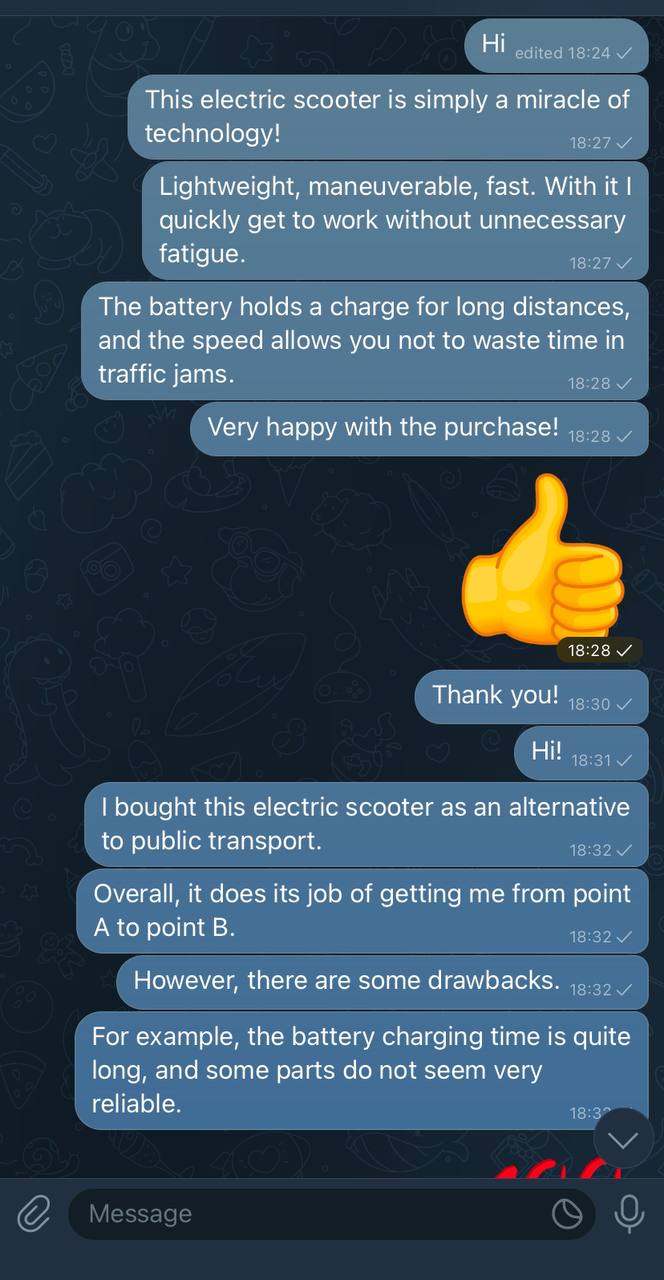 Hi edited 18:24
This electric scooter is simply a miracle of
technology! 18:27
Lightweight, maneuverable, fast. With it I
quickly get to work without unnecessary
fatigue. 18:27
The battery holds a charge for long distances,
and the speed allows you not to waste time in
traffic jams. 18:28
Very happy with the purchase! 18:28
18:28
Thank you! 18:30
Hi! 18:31
I bought this electric scooter as an alternative
to public transport. 18:32
Overall, it does its job of getting me from point
A to point B. 18:32
However, there are some drawbacks. 18:32
For example, the battery charging time is quite
long, and some parts do not seem very
reliable.
Message